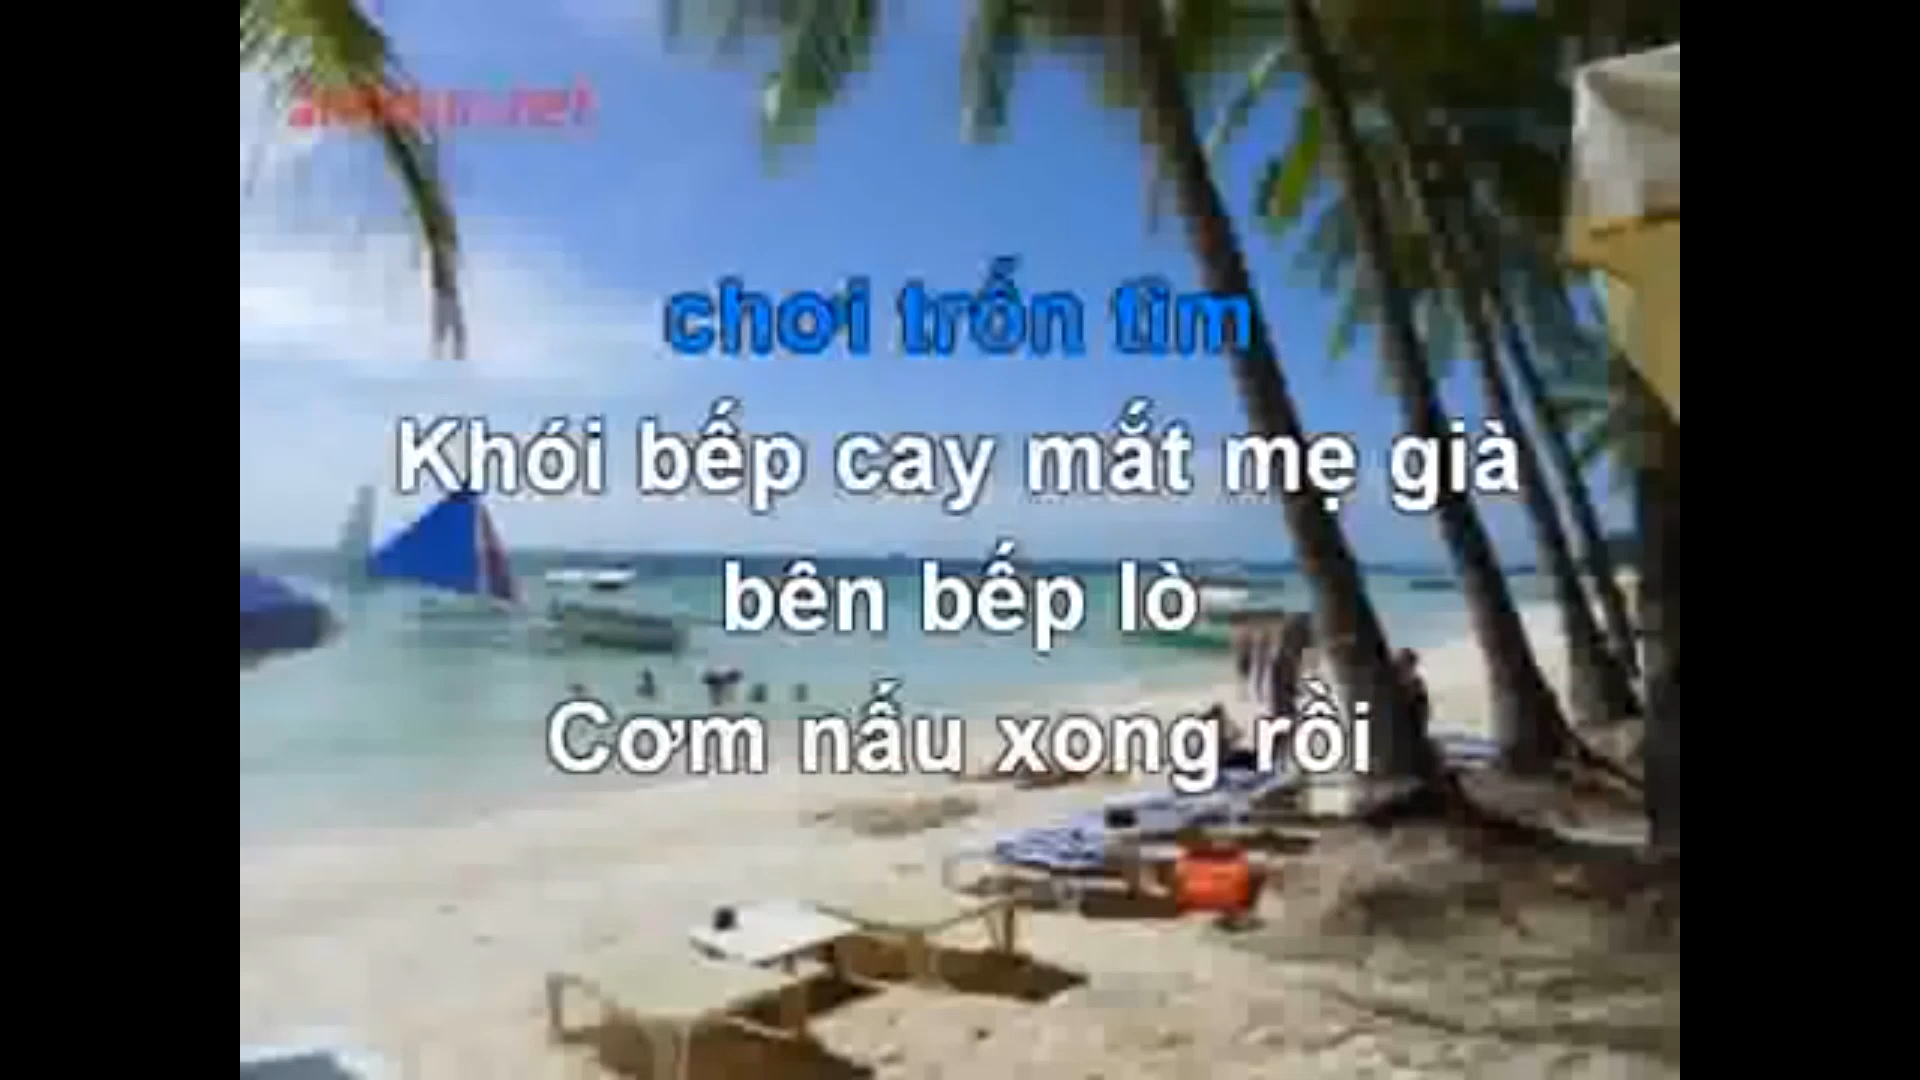 chơi trốn tìm
Khói bếp cay mắt mẹ già
bên bếp lò
Cơm nấu xong rồi